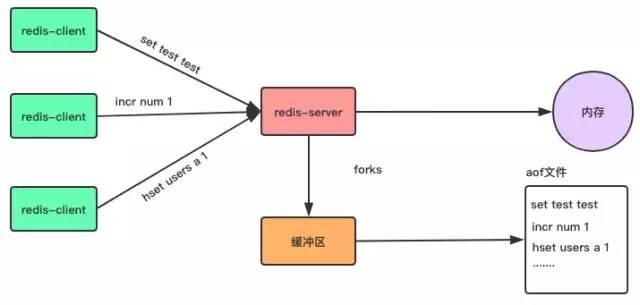 redis-client
set test test
redis-client
incr num 1
redis-client
hset users a 1
redis-server
内存
forks
缓冲区
aof文件
set test test
incr num 1
hset users a 1
.......